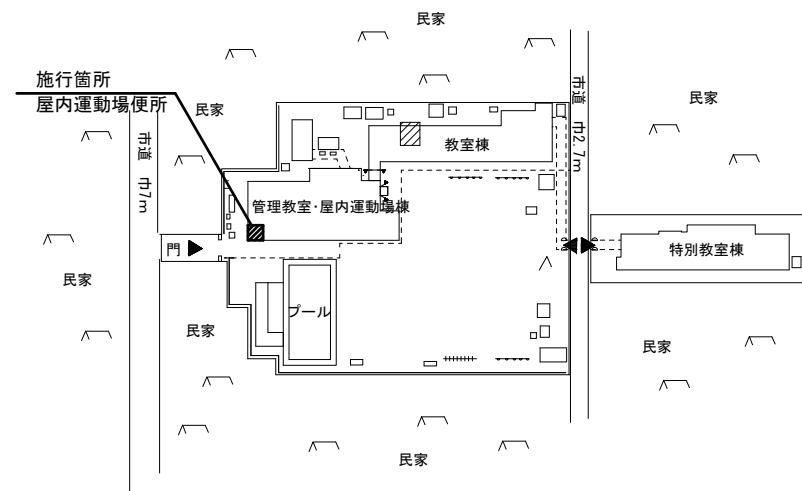 民家
施行箇所
屋内運動場便所
民家
民家
市道 巾7m
市道 巾2.7m
教室棟
管理教室・屋内運動場棟
門
特別教室棟
民家
プール
民家
民家
民家